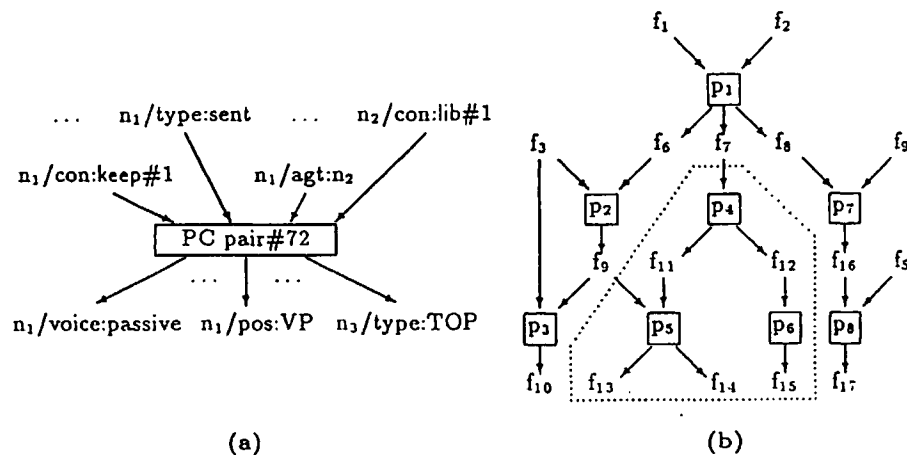 ... n₁/type:sent ... n₂/con:lib#1
n₁/con:keep#1 n₁/agt:n₂
PC pair#72
... ...
n₁/voice:passive n₁/pos:VP n₃/type:TOP
(a)
f₁ f₂
p₁
f₃ f₆ f₇ f₈ f₉
p₂ p₄ p₇
f₉ f₁₁ f₁₂ f₁₆ f₅
p₃ p₅ p₆ p₈
f₁₀ f₁₃ f₁₄ f₁₅ f₁₇
(b)